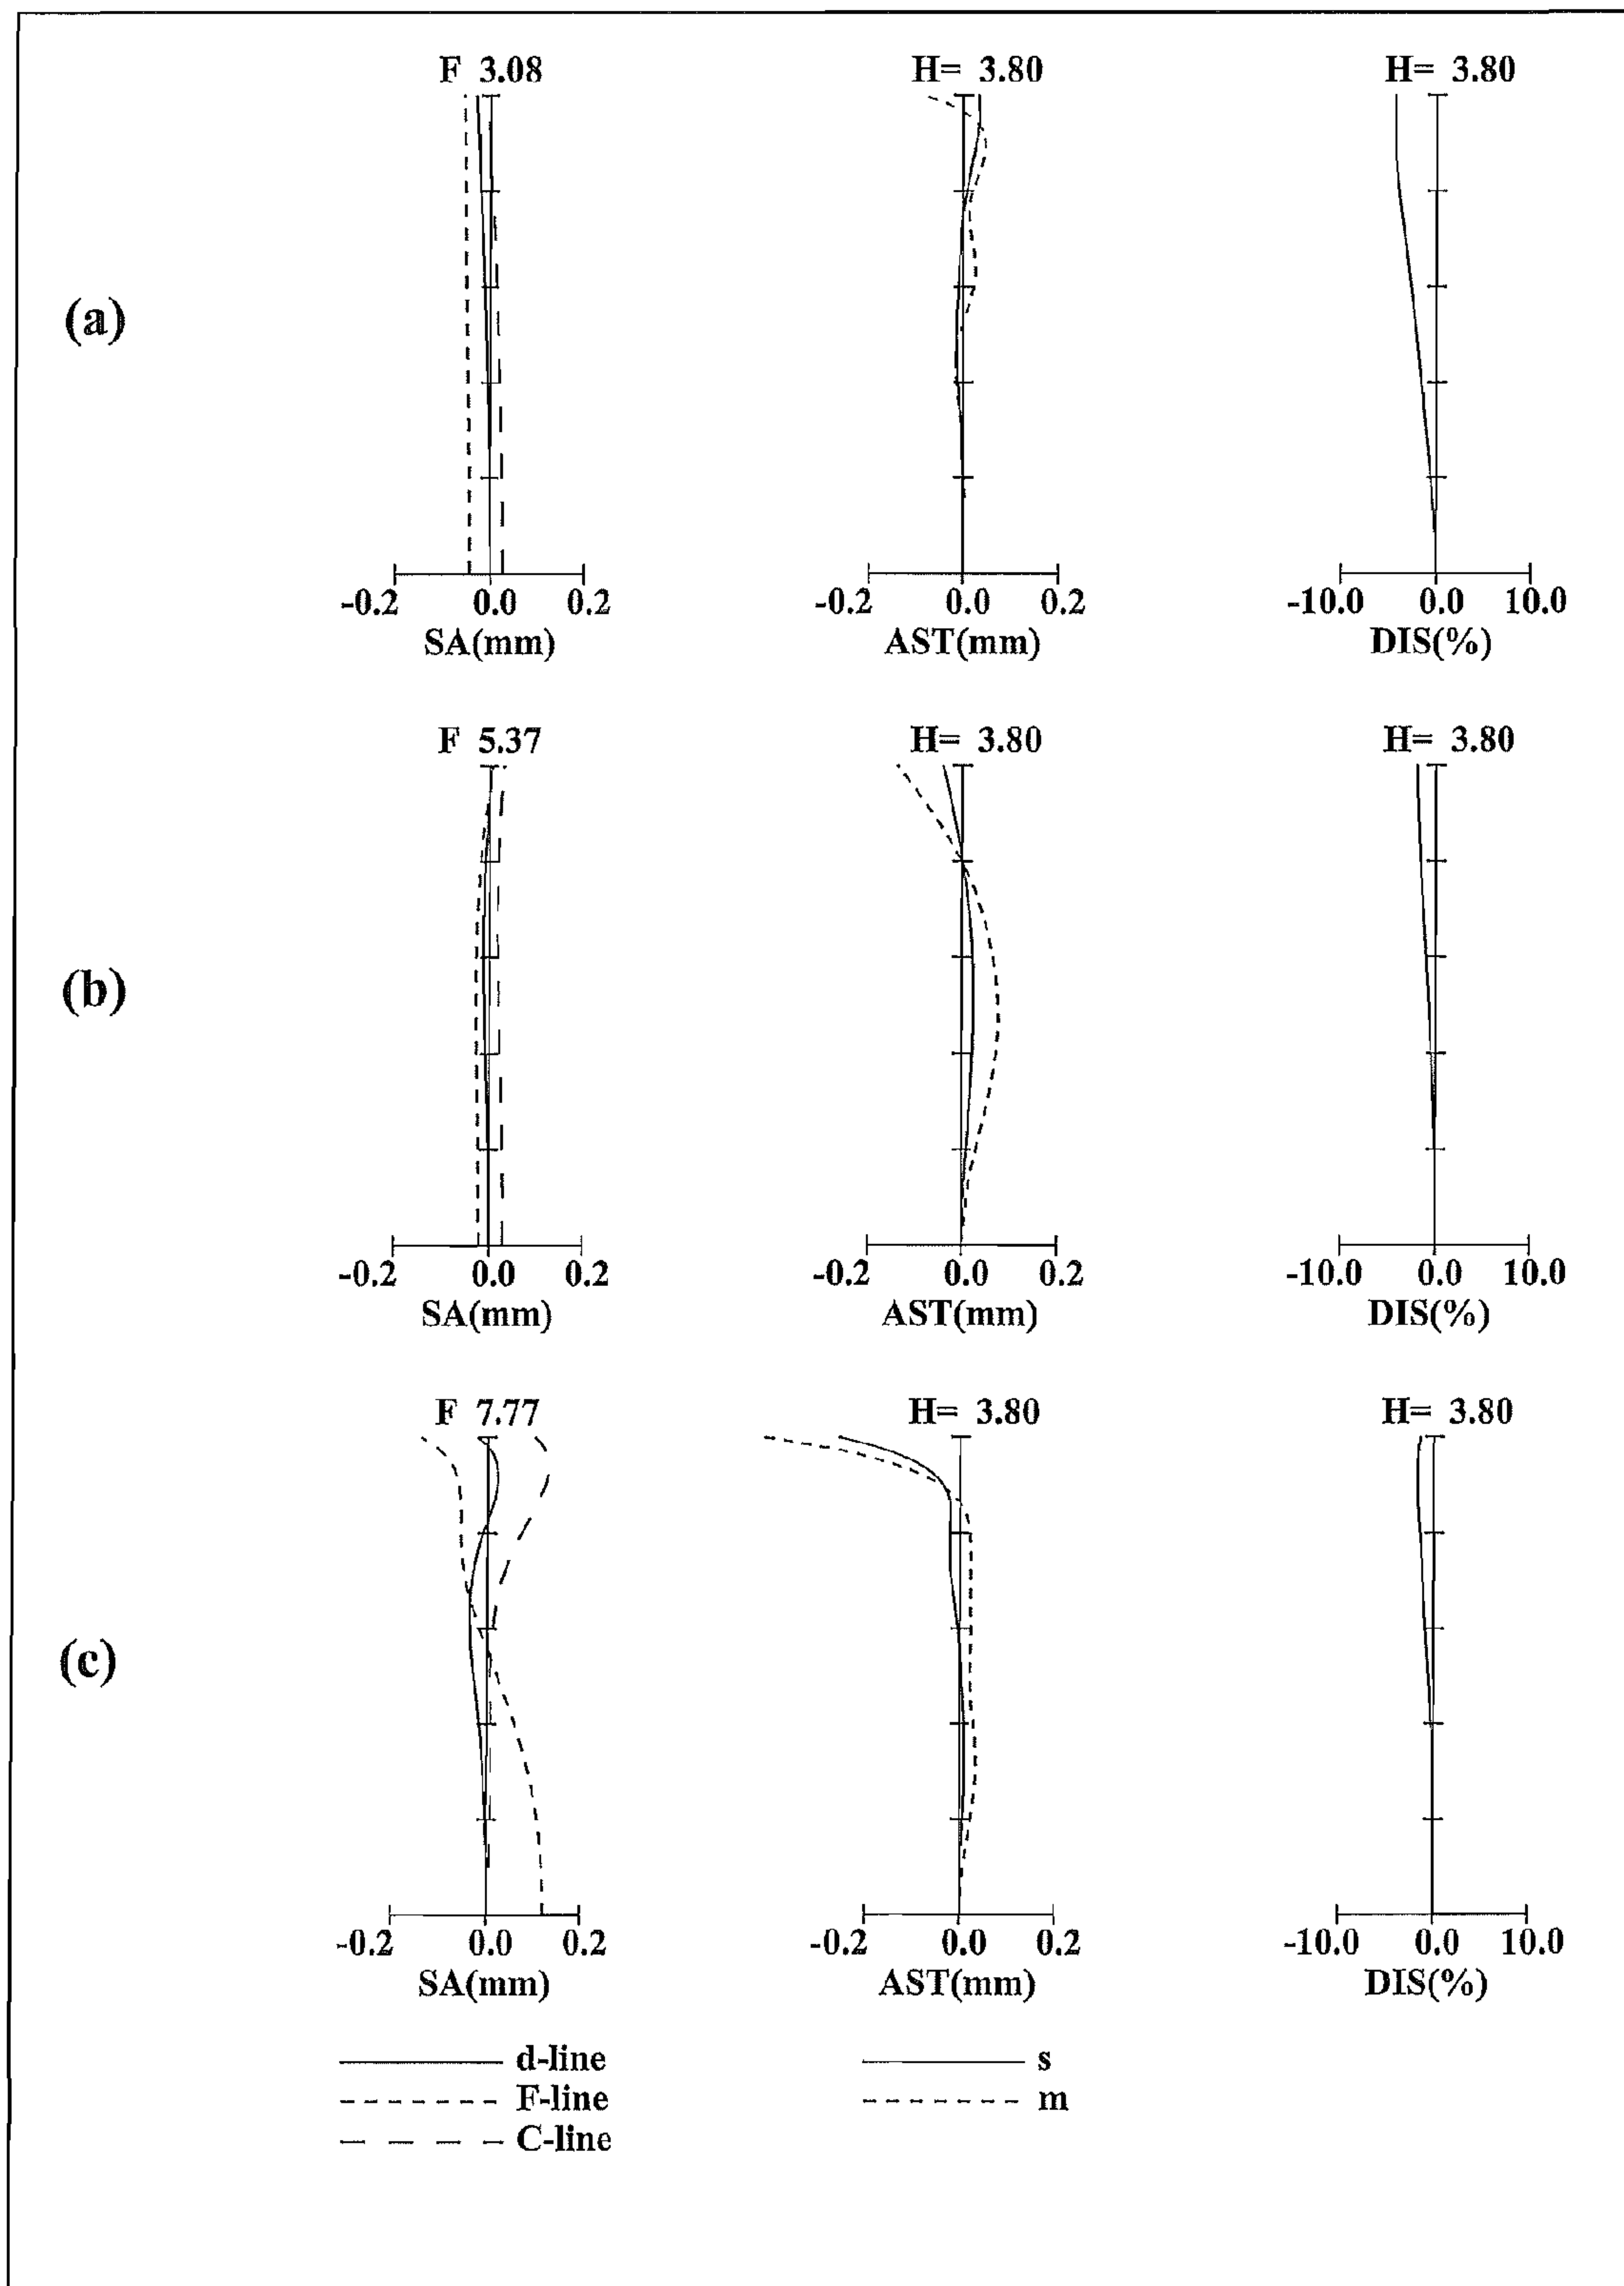 F 3.08 H= 3.80 H= 3.80
(a)
-0.2 0.0 0.2 -0.2 0.0 0.2 -10.0 0.0 10.0
SA(mm) AST(mm) DIS(%)
F 5.37 H= 3.80 H= 3.80
(b)
-0.2 0.0 0.2 -0.2 0.0 0.2 -10.0 0.0 10.0
SA(mm) AST(mm) DIS(%)
F 7.77 H= 3.80 H= 3.80
(c)
-0.2 0.0 0.2 -0.2 0.0 0.2 -10.0 0.0 10.0
SA(mm) AST(mm) DIS(%)
d-line s
F-line m
C-line